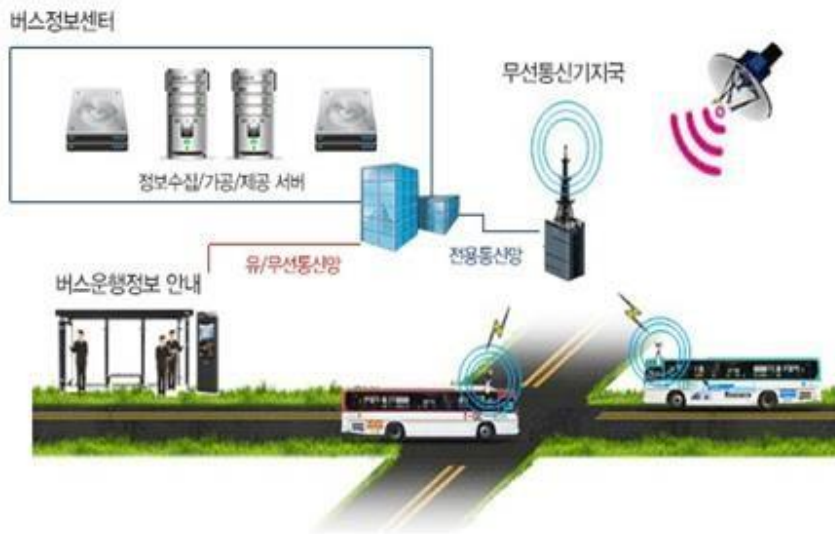 버스정보센터
무선통신기지국
정보수집/가공/제공 서버
유/무선통신망
전용통신망
버스운행정보 안내